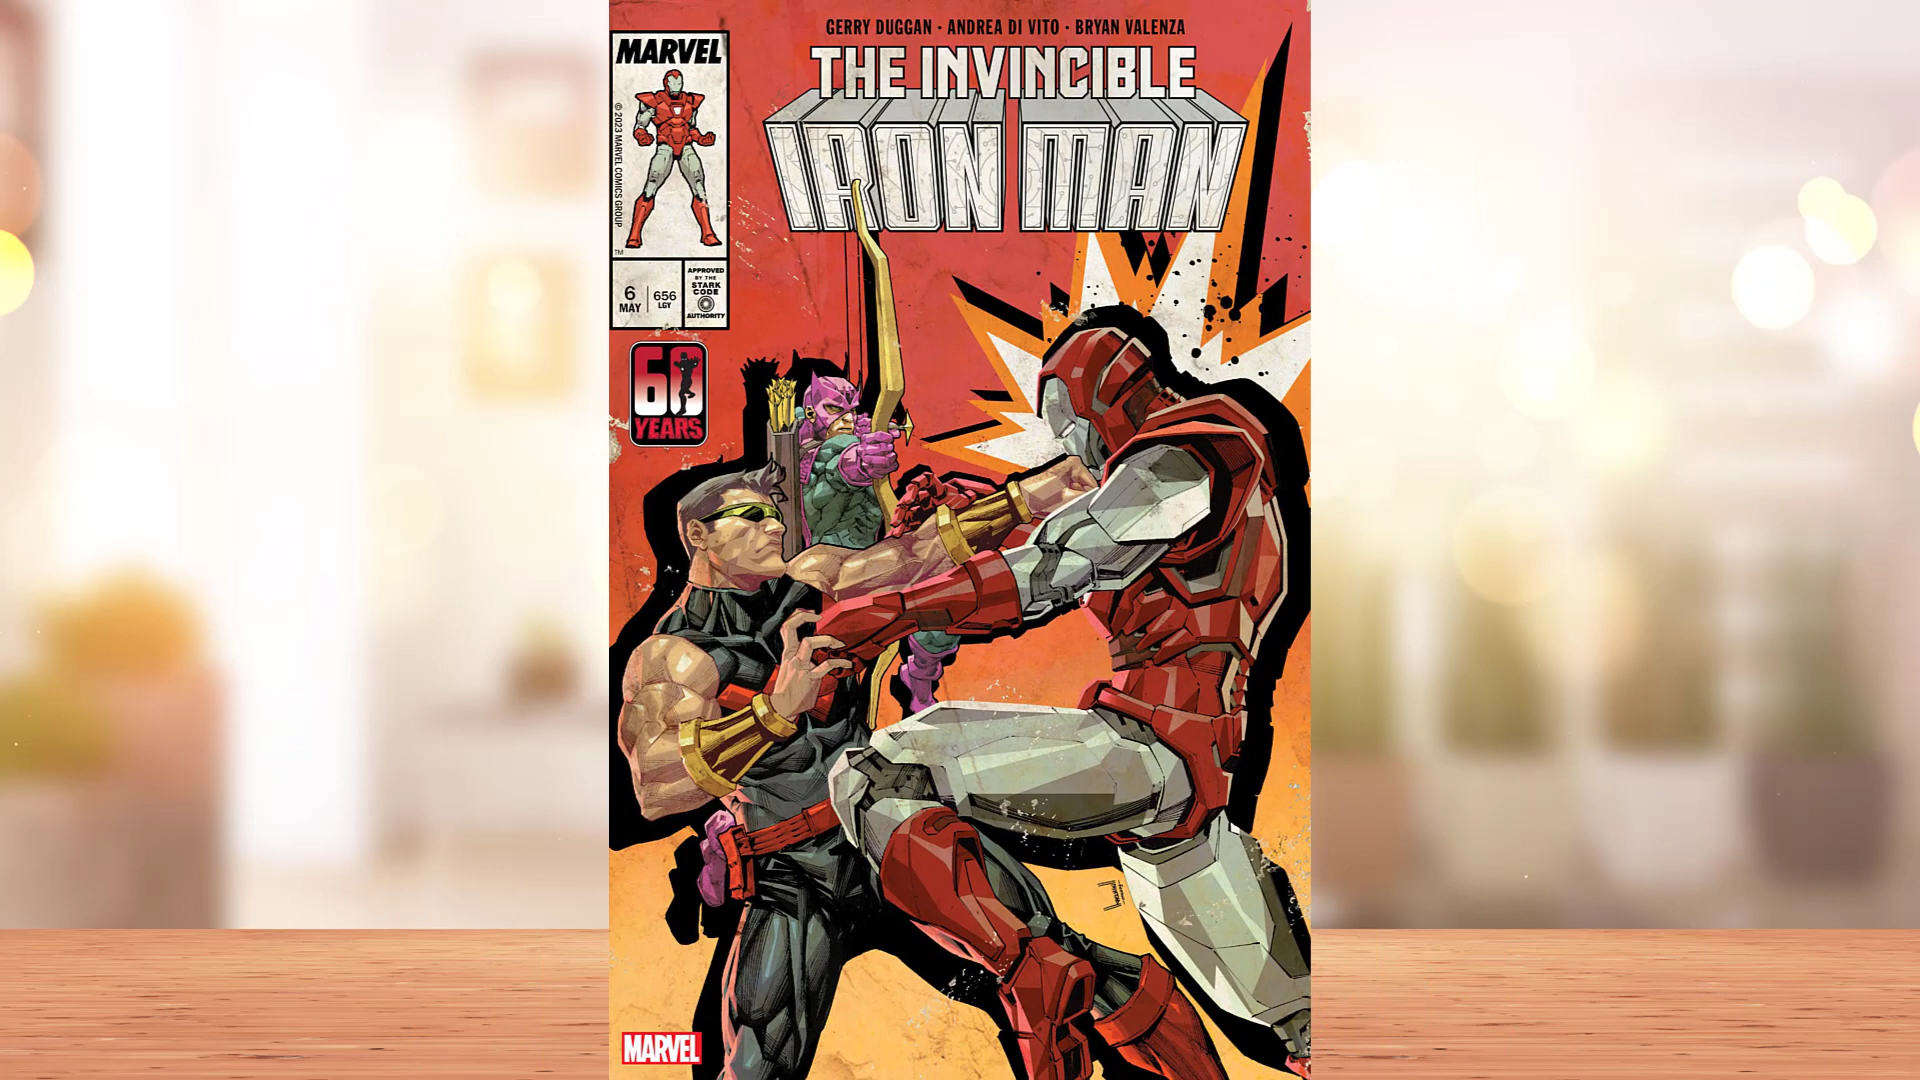 GERRY DUGGAN · ANDREA DI VITO · BRYAN VALENZA
THE INVINCIBLE
IRON MAN
MARVEL
© 2023 MARVEL COMICS GROUP
TM
6
MAY
656
LGY
APPROVED
BY THE
STARK
CODE
AUTHORITY
60
YEARS
MARVEL